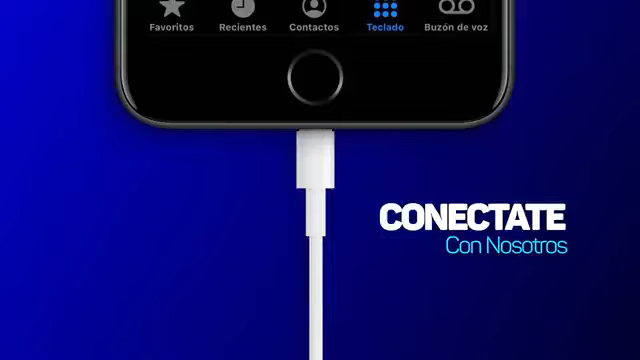 Favoritos Recientes Contactos Teclado Buzón de voz
CONECTATE
Con Nosotros